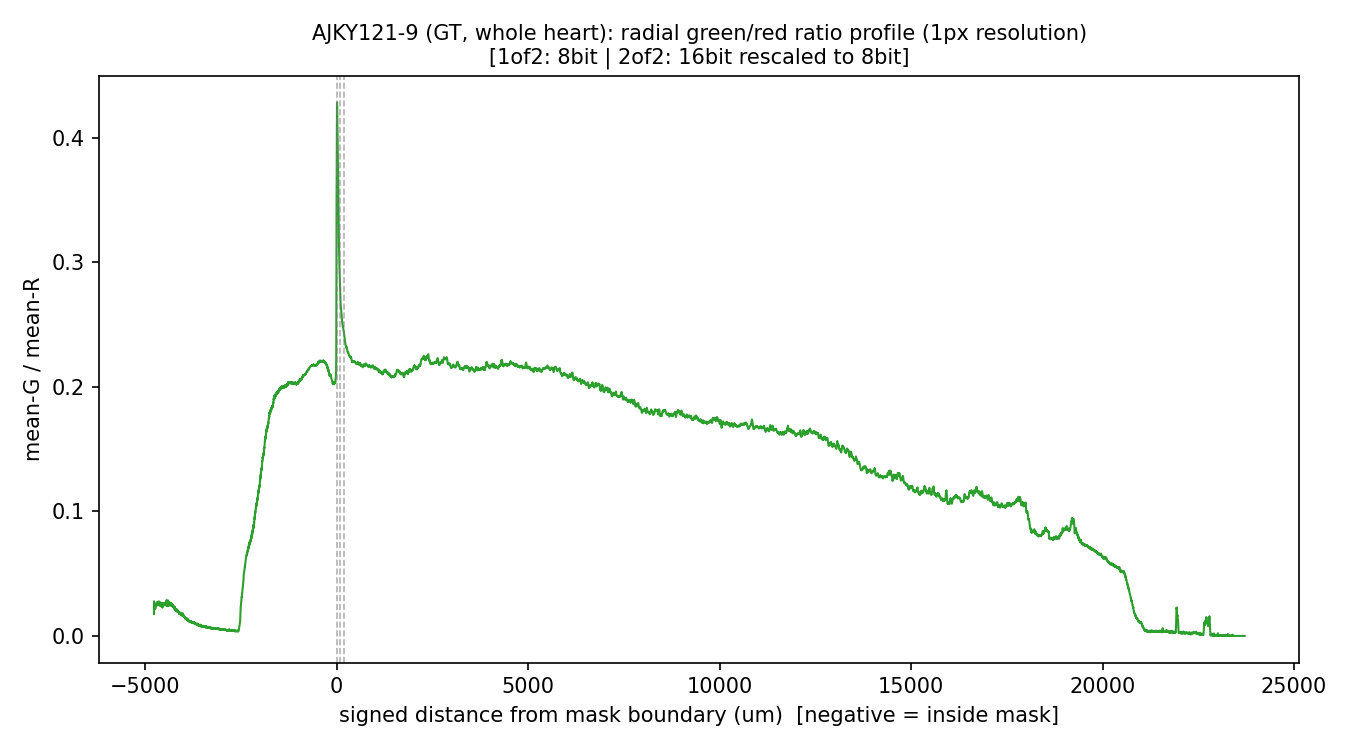 AJKY121-9 (GT, whole heart): radial green/red ratio profile (1px resolution)
[1of2: 8bit | 2of2: 16bit rescaled to 8bit]
mean-G / mean-R
0.4
0.3
0.2
0.1
0.0
−5000 0 5000 10000 15000 20000 25000
signed distance from mask boundary (um)  [negative = inside mask]